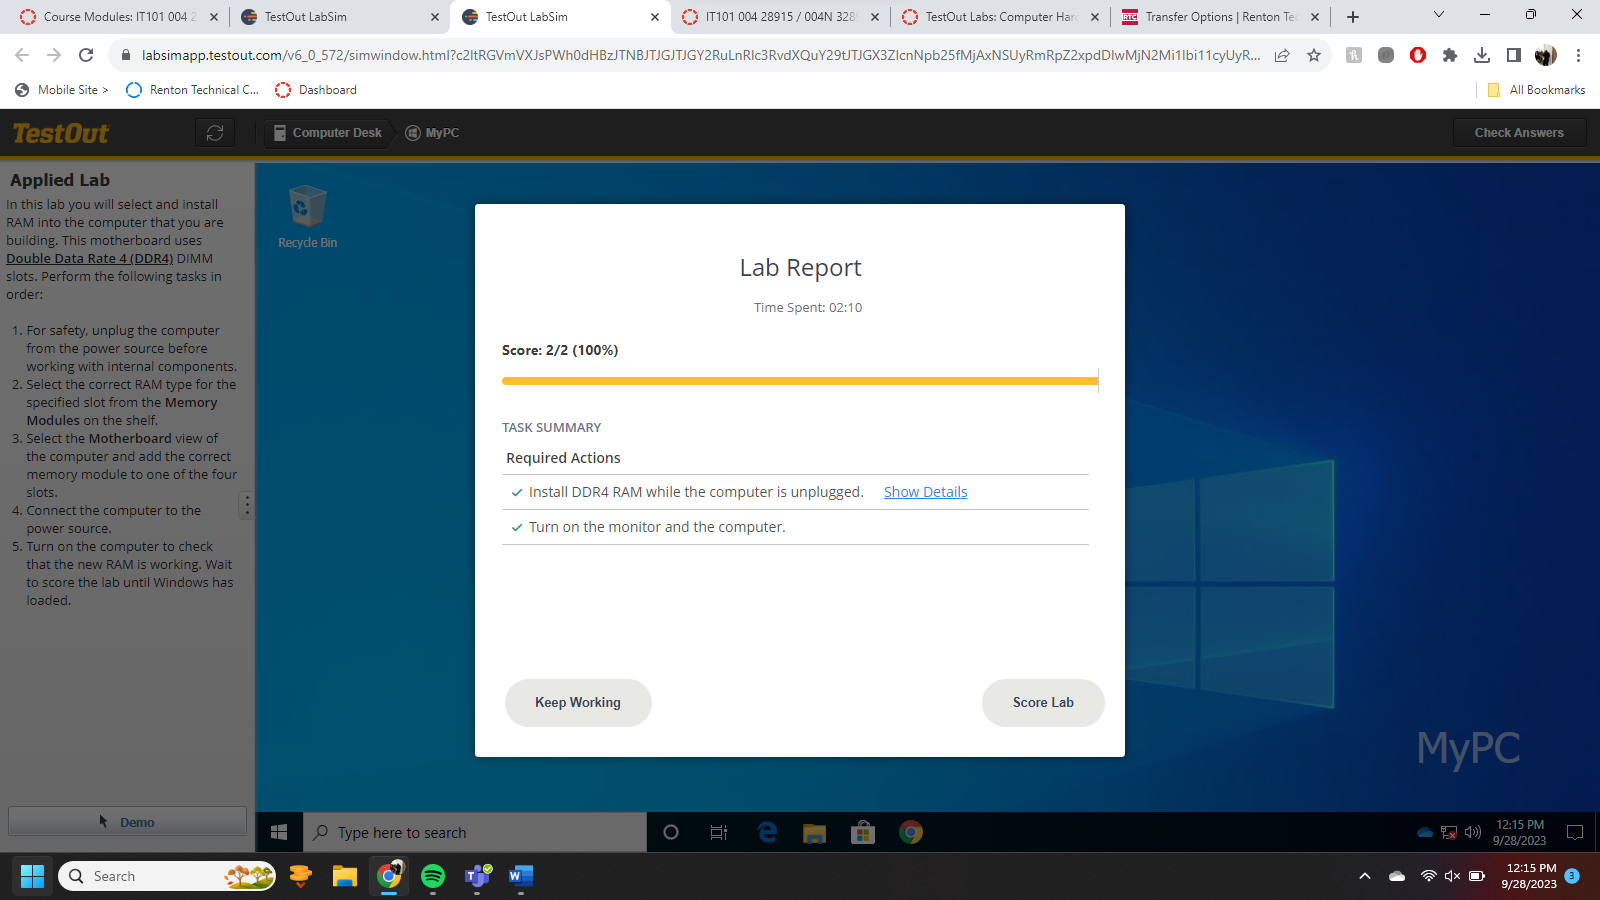 Course Modules: IT101 004 2
TestOut LabSim
TestOut LabSim
IT101 004 28915 / 004N 328
TestOut Labs: Computer Har
RTC Transfer Options | Renton Te
labsimapp.testout.com
Mobile Site >
Renton Technical C...
Dashboard
All Bookmarks
TestOut
Computer Desk
MyPC
Check Answers
Applied Lab
In this lab you will select and install
RAM into the computer that you are
building. This motherboard uses
Double Data Rate 4 (DDR4) DIMM
slots. Perform the following tasks in
order:
1. For safety, unplug the computer
from the power source before
working with internal components.
2. Select the correct RAM type for the
specified slot from the Memory
Modules on the shelf.
3. Select the Motherboard view of
the computer and add the correct
memory module to one of the four
slots.
4. Connect the computer to the
power source.
5. Turn on the computer to check
that the new RAM is working. Wait
to score the lab until Windows has
loaded.
Demo
Recycle Bin
Lab Report
Time Spent: 02:10
Score: 2/2 (100%)
TASK SUMMARY
Required Actions
Install DDR4 RAM while the computer is unplugged. Show Details
Turn on the monitor and the computer.
Keep Working
Score Lab
MyPC
Type here to search
12:15 PM
9/28/2023
Search
12:15 PM
9/28/2023
3